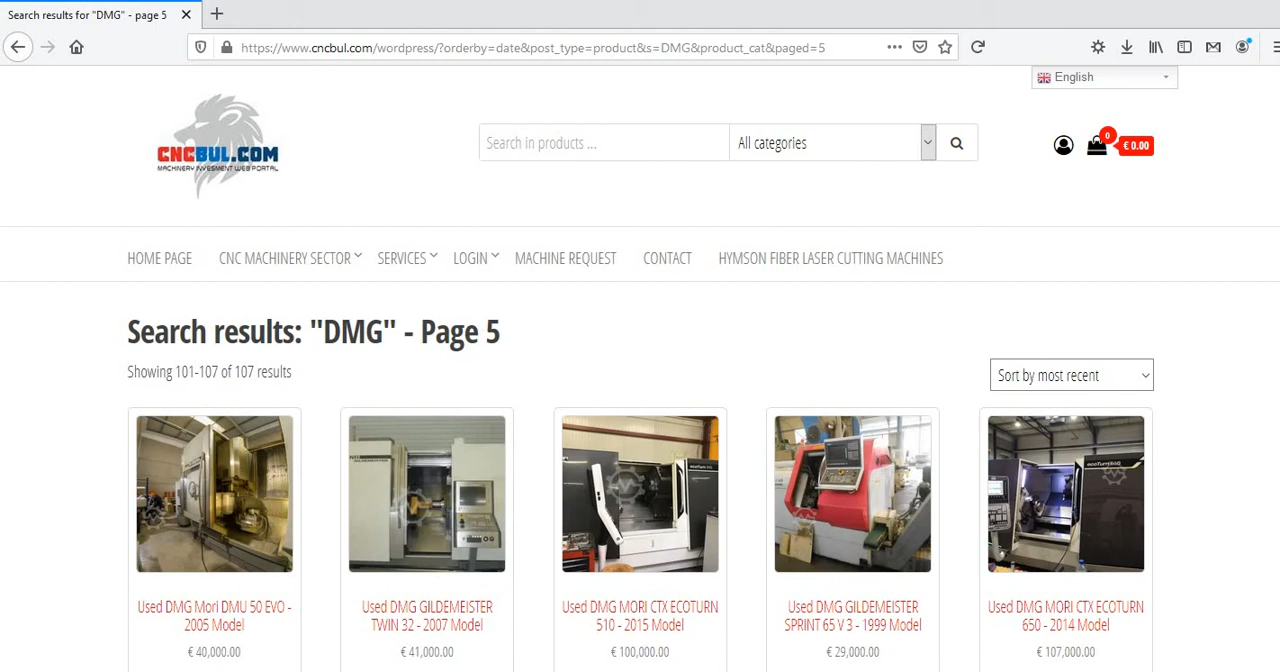 Search results for "DMG" - page 5
https://www.cncbul.com/wordpress/?orderby=date&post_type=product&s=DMG&product_cat&paged=5
English
CNCBUL.COM
MACHINERY INVESMENT WEB PORTAL
Search in products ...
All categories
0
€ 0.00
HOME PAGE
CNC MACHINERY SECTOR
SERVICES
LOGIN
MACHINE REQUEST
CONTACT
HYMSON FIBER LASER CUTTING MACHINES
Search results: "DMG" - Page 5
Showing 101-107 of 107 results
Sort by most recent
Used DMG Mori DMU 50 EVO -
2005 Model
€ 40,000.00
Used DMG GILDEMEISTER
TWIN 32 - 2007 Model
€ 41,000.00
Used DMG MORI CTX ECOTURN
510 - 2015 Model
€ 100,000.00
Used DMG GILDEMEISTER
SPRINT 65 V 3 - 1999 Model
€ 29,000.00
Used DMG MORI CTX ECOTURN
650 - 2014 Model
€ 107,000.00